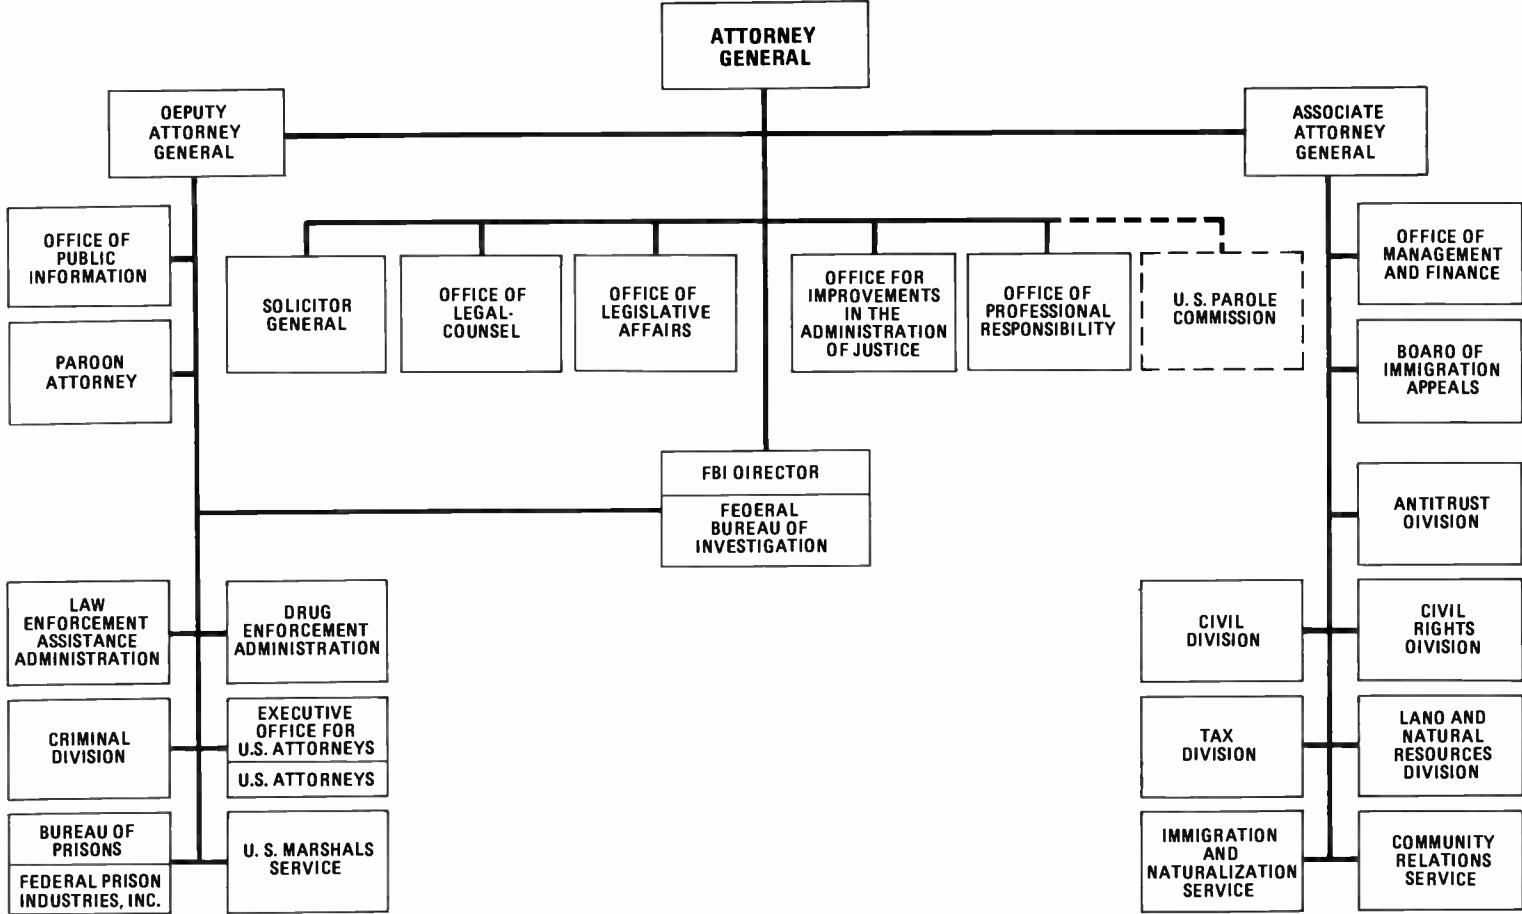 ATTORNEY
GENERAL
OEPUTY
ATTORNEY
GENERAL
ASSOCIATE
ATTORNEY
GENERAL
OFFICE OF
PUBLIC
INFORMATION
PAROON
ATTORNEY
SOLICITOR
GENERAL
OFFICE OF
LEGAL-
COUNSEL
OFFICE OF
LEGISLATIVE
AFFAIRS
OFFICE FOR
IMPROVEMENTS
IN THE
ADMINISTRATION
OF JUSTICE
OFFICE OF
PROFESSIONAL
RESPONSIBILITY
U. S. PAROLE
COMMISSION
OFFICE OF
MANAGEMENT
AND FINANCE
BOARO OF
IMMIGRATION
APPEALS
FBI OIRECTOR
FEOERAL
BUREAU OF
INVESTIGATION
ANTITRUST
OIVISION
LAW
ENFORCEMENT
ASSISTANCE
ADMINISTRATION
DRUG
ENFORCEMENT
ADMINISTRATION
CIVIL
DIVISION
CIVIL
RIGHTS
OIVISION
CRIMINAL
DIVISION
EXECUTIVE
OFFICE FOR
U.S. ATTORNEYS
U.S. ATTORNEYS
TAX
DIVISION
LANO AND
NATURAL
RESOURCES
DIVISION
BUREAU OF
PRISONS
FEDERAL PRISON
INDUSTRIES, INC.
U. S. MARSHALS
SERVICE
IMMIGRATION
AND
NATURALIZATION
SERVICE
COMMUNITY
RELATIONS
SERVICE